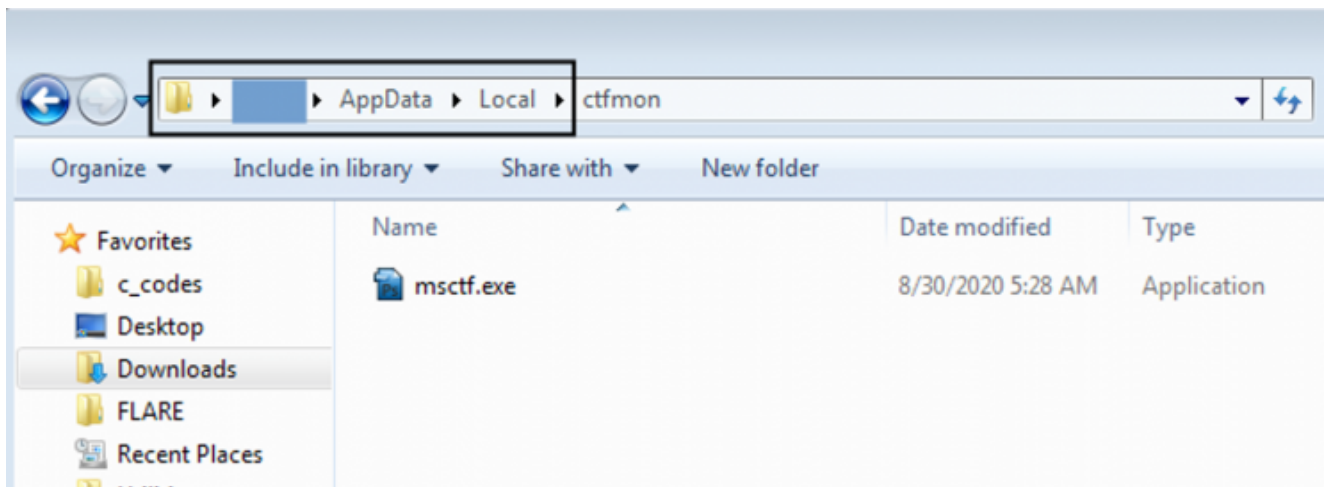 AppData Local ctfmon
Organize Include in library Share with New folder
Favorites
c_codes
Desktop
Downloads
FLARE
Recent Places
Name Date modified Type
Ps msctf.exe 8/30/2020 5:28 AM Application